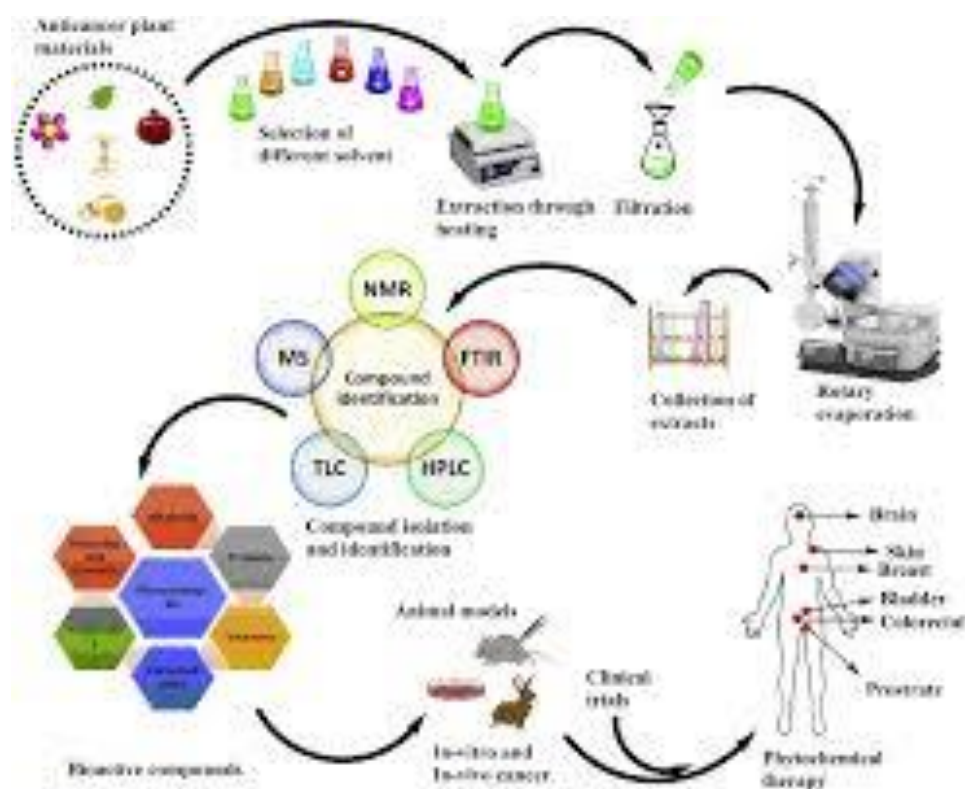 Anticancer plant
materials
Selection of
different solvent
Extraction through
heating
Filtration
Rotary
evaporation
Collection of
extracts
NMR
MS
FTIR
Compound
identification
TLC
HPLC
Compound isolation
and identification
Bioactive compounds
Animal models
In-vitro and
In-vivo cancer
Clinical
trials
Brain
Skin
Breast
Bladder
Colorectal
Prostrate
Phytochemical
therapy